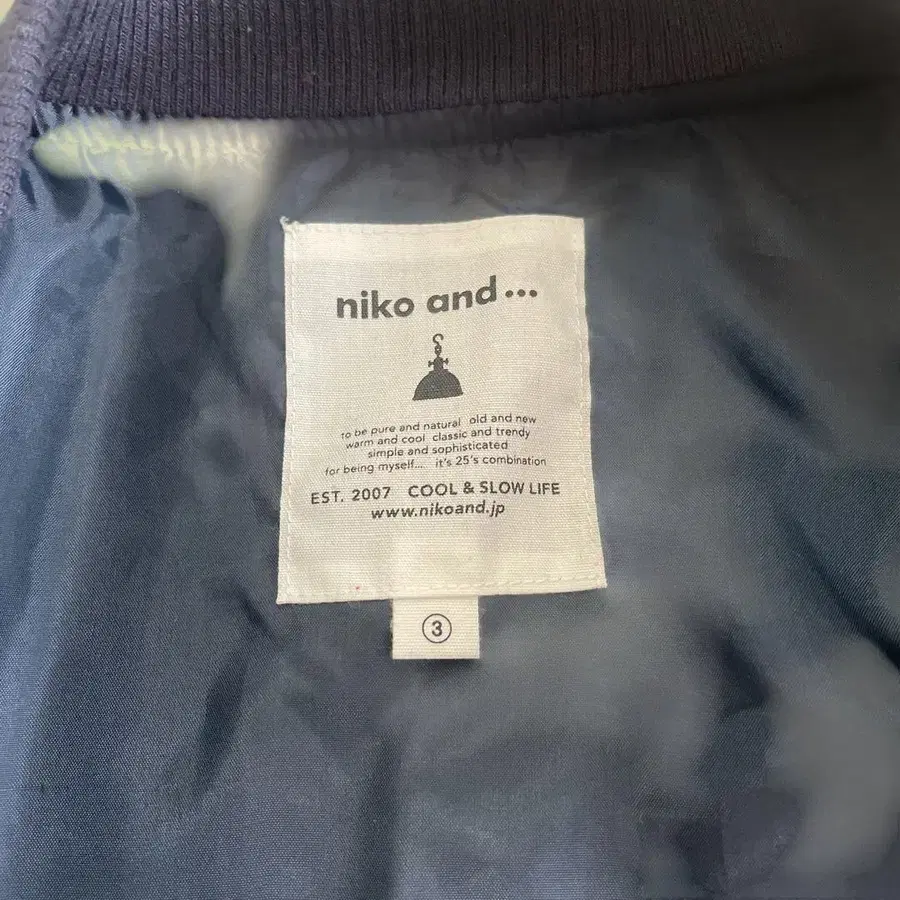 niko and...
to be pure and natural old and new
warm and cool classic and trendy
simple and sophisticated
for being myself.... it's 25's combination
EST. 2007 COOL & SLOW LIFE
www.nikoand.jp
③